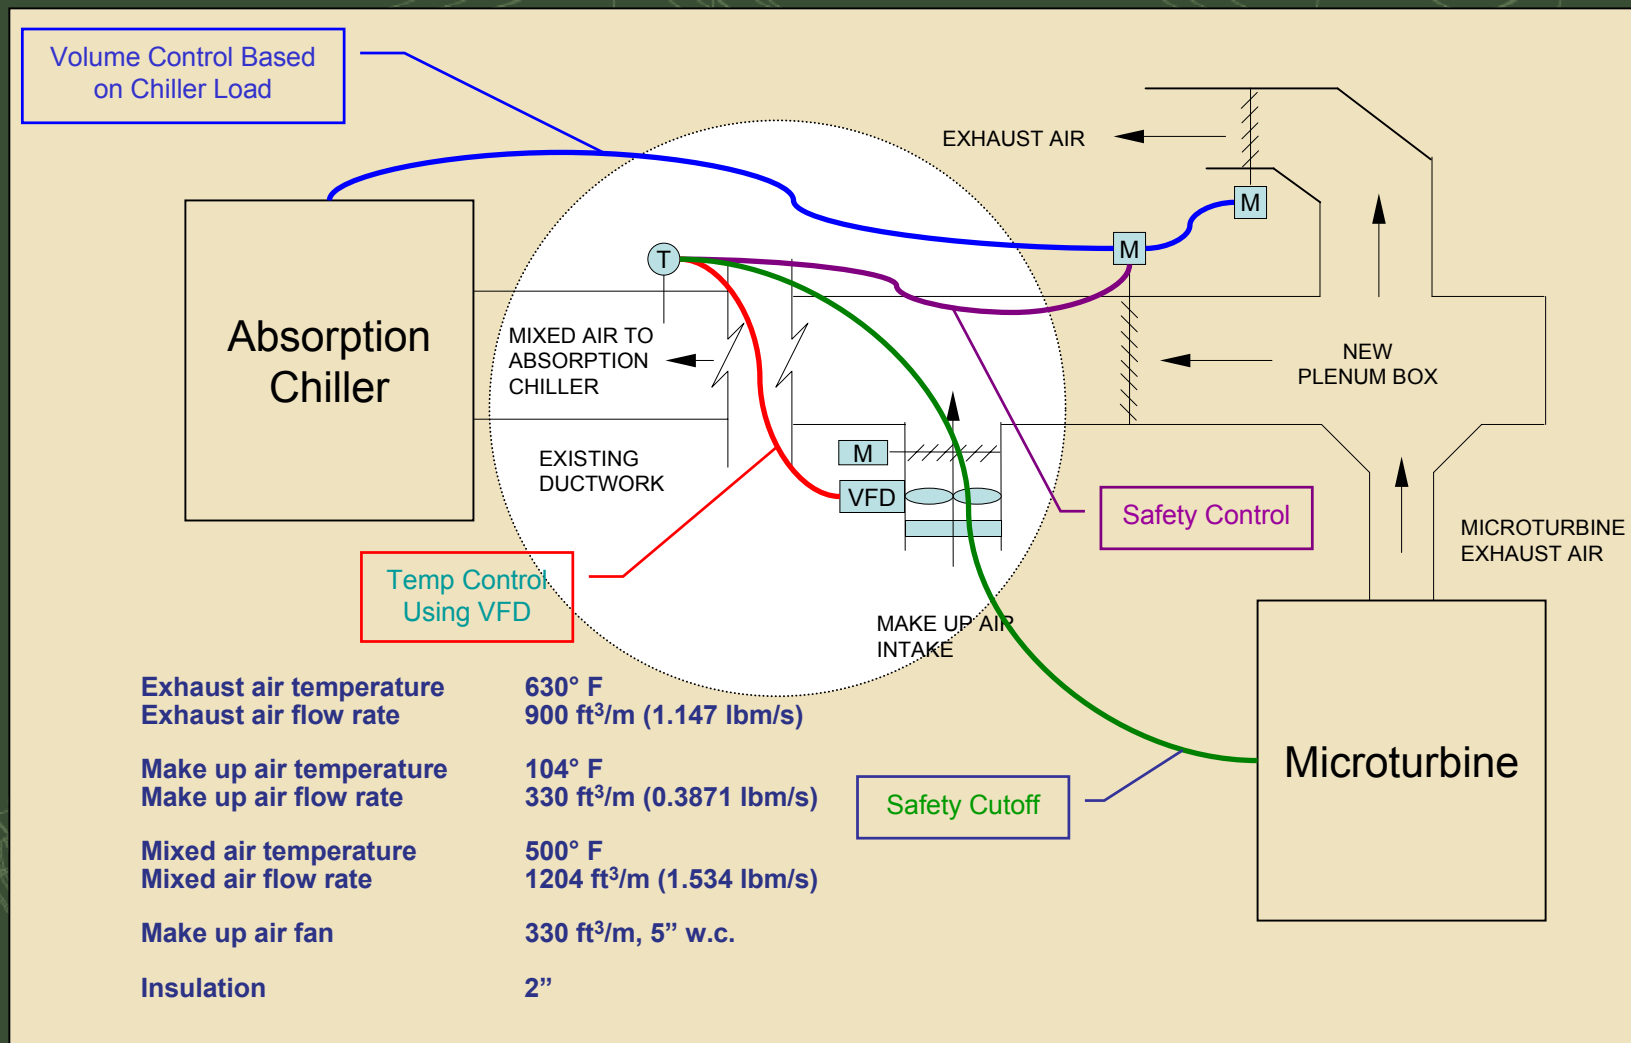 Volume Control Based
on Chiller Load
EXHAUST AIR
M
M
T
Absorption
Chiller
MIXED AIR TO
ABSORPTION
CHILLER
NEW
PLENUM BOX
EXISTING
DUCTWORK
M
VFD
Safety Control
MICROTURBINE
EXHAUST AIR
Temp Control
Using VFD
MAKE UP AIR
INTAKE
Exhaust air temperature 630° F
Exhaust air flow rate 900 ft³/m (1.147 lbm/s)
Make up air temperature 104° F
Make up air flow rate 330 ft³/m (0.3871 lbm/s)
Mixed air temperature 500° F
Mixed air flow rate 1204 ft³/m (1.534 lbm/s)
Make up air fan 330 ft³/m, 5” w.c.
Insulation 2”
Safety Cutoff
Microturbine